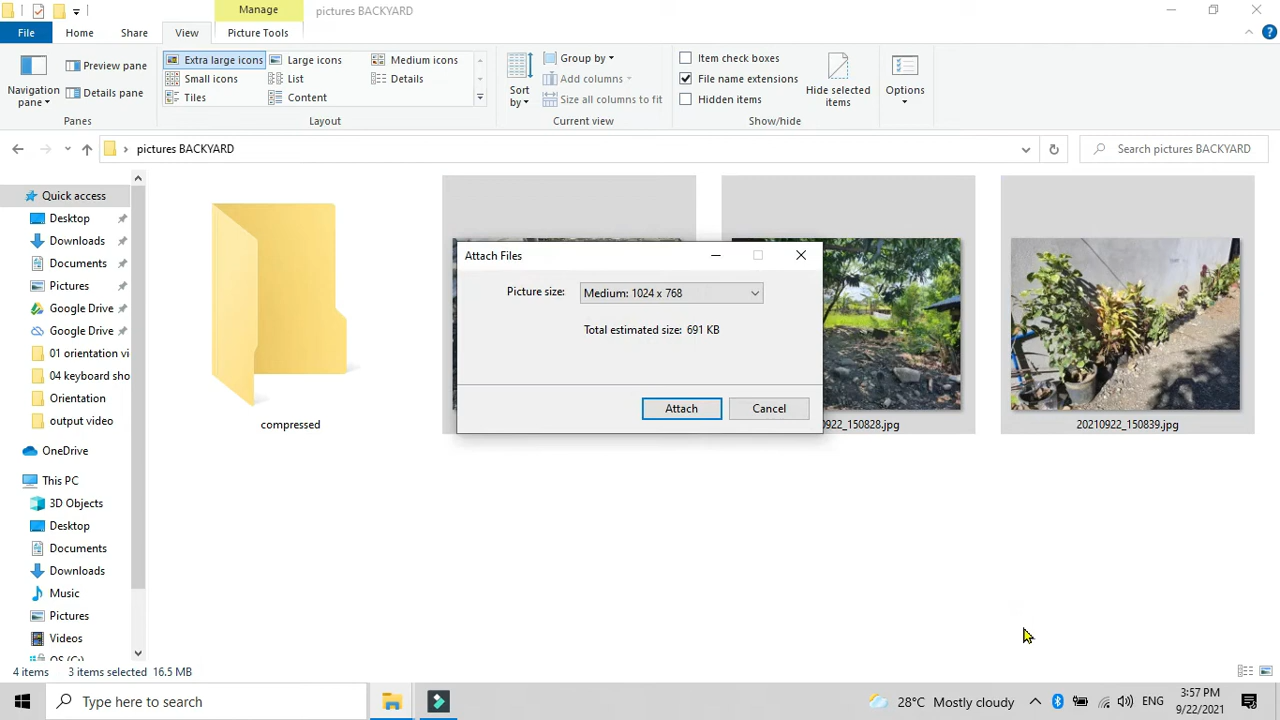 Manage
pictures BACKYARD
File
Home
Share
View
Picture Tools
Navigation pane
Preview pane
Details pane
Panes
Extra large icons
Large icons
Medium icons
Small icons
List
Details
Tiles
Content
Layout
Sort by
Group by
Add columns
Size all columns to fit
Current view
Item check boxes
File name extensions
Hidden items
Hide selected items
Show/hide
Options
pictures BACKYARD
Search pictures BACKYARD
Quick access
Desktop
Downloads
Documents
Pictures
Google Drive
Google Drive
01 orientation vi
04 keyboard sho
Orientation
output video
OneDrive
This PC
3D Objects
Desktop
Documents
Downloads
Music
Pictures
Videos
compressed
Attach Files
Picture size:
Medium: 1024 x 768
Total estimated size: 691 KB
Attach
Cancel
0922_150828.jpg
20210922_150839.jpg
4 items
3 items selected 16.5 MB
Type here to search
28°C Mostly cloudy
ENG
3:57 PM
9/22/2021